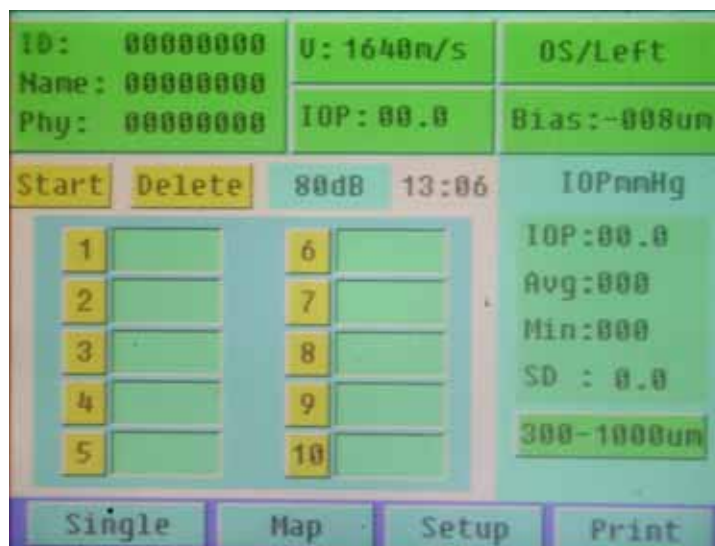 ID: 00000000
Name: 00000000
Phy: 00000000
V: 1640m/s
IOP: 00.0
OS/Left
Bias:-008um
Start
Delete
80dB
13:06
1
2
3
4
5
6
7
8
9
10
IOPmmHg
IOP:00.0
Avg:000
Min:000
SD : 0.0
300-1000um
Single
Map
Setup
Print